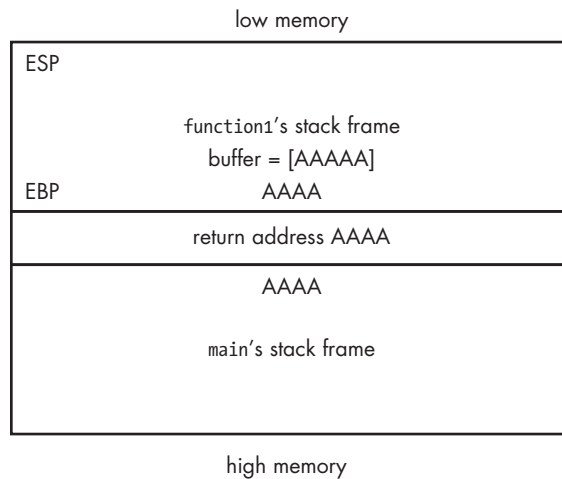 low memory
ESP
function1's stack frame
buffer = [AAAAA]
EBP AAAA
return address AAAA
AAAA
main's stack frame
high memory